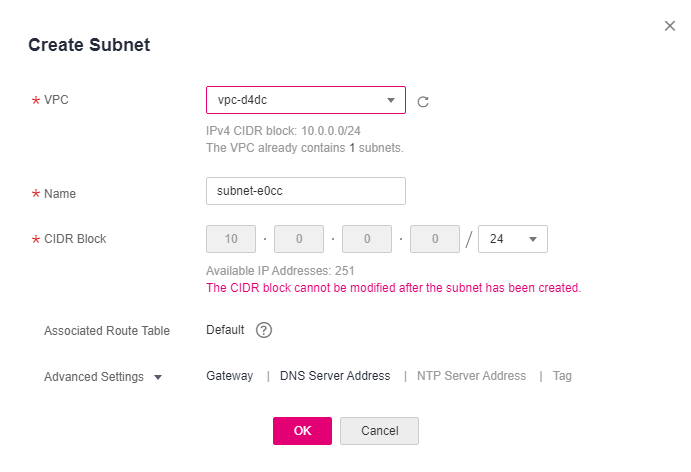 Create Subnet
* VPC
vpc-d4dc
IPv4 CIDR block: 10.0.0.0/24
The VPC already contains 1 subnets.
* Name
subnet-e0cc
* CIDR Block
10 · 0 · 0 · 0 / 24
Available IP Addresses: 251
The CIDR block cannot be modified after the subnet has been created.
Associated Route Table
Default ?
Advanced Settings
Gateway | DNS Server Address | NTP Server Address | Tag
OK
Cancel